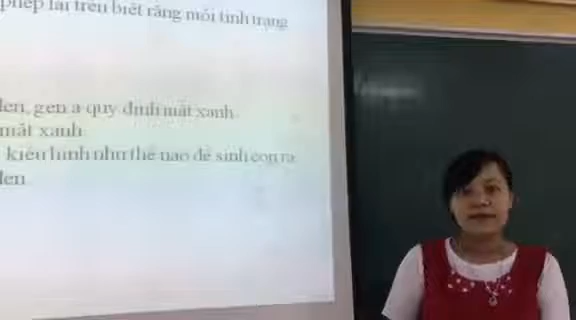 phép lai trên biết rằng mỗi tính trạng
đen, gen a quy định mắt xanh.
mắt xanh
kiểu hình như thế nào để sinh con ra
đen